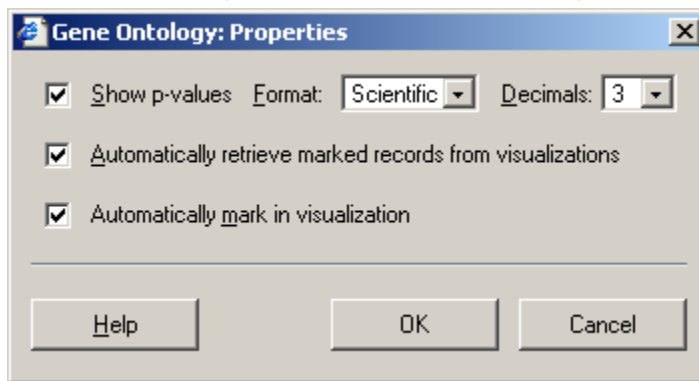 Gene Ontology: Properties
Show p-values Format: Scientific Decimals: 3
Automatically retrieve marked records from visualizations
Automatically mark in visualization
Help OK Cancel